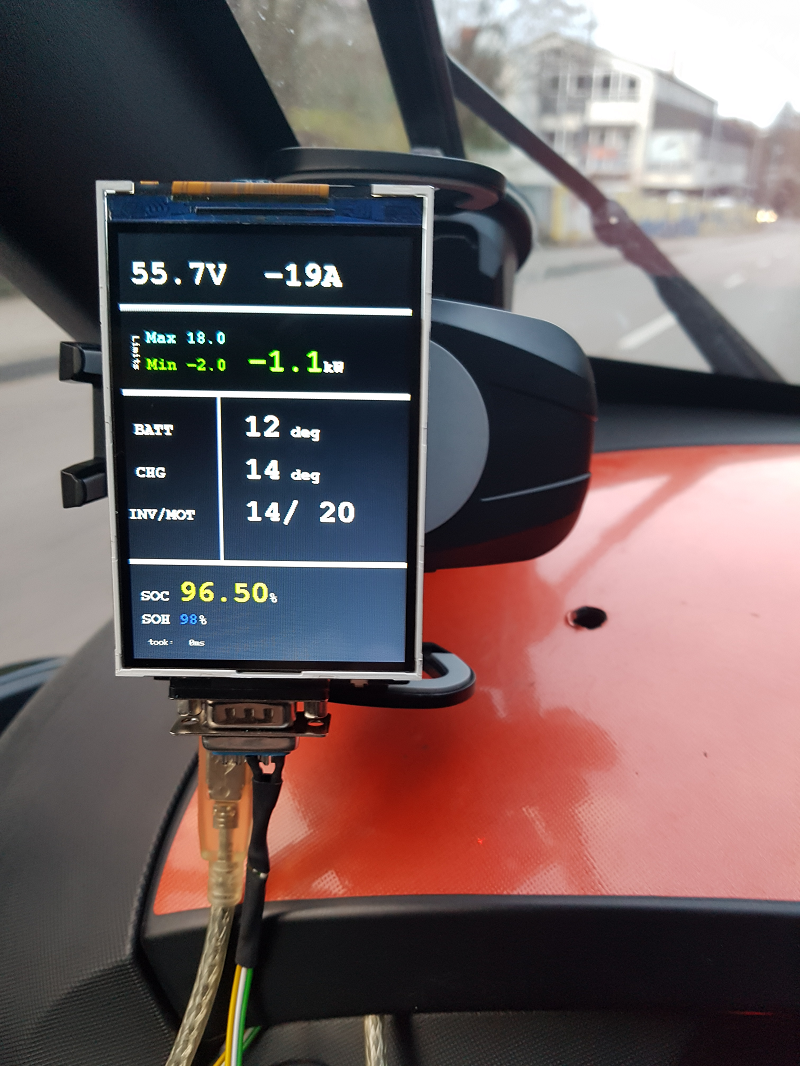 55.7V -19A
Limits
Max 18.0
Min -2.0 -1.1kW
BATT 12 deg
CHG 14 deg
INV/MOT 14/ 20
SOC 96.50%
SOH 98%
took: 0ms